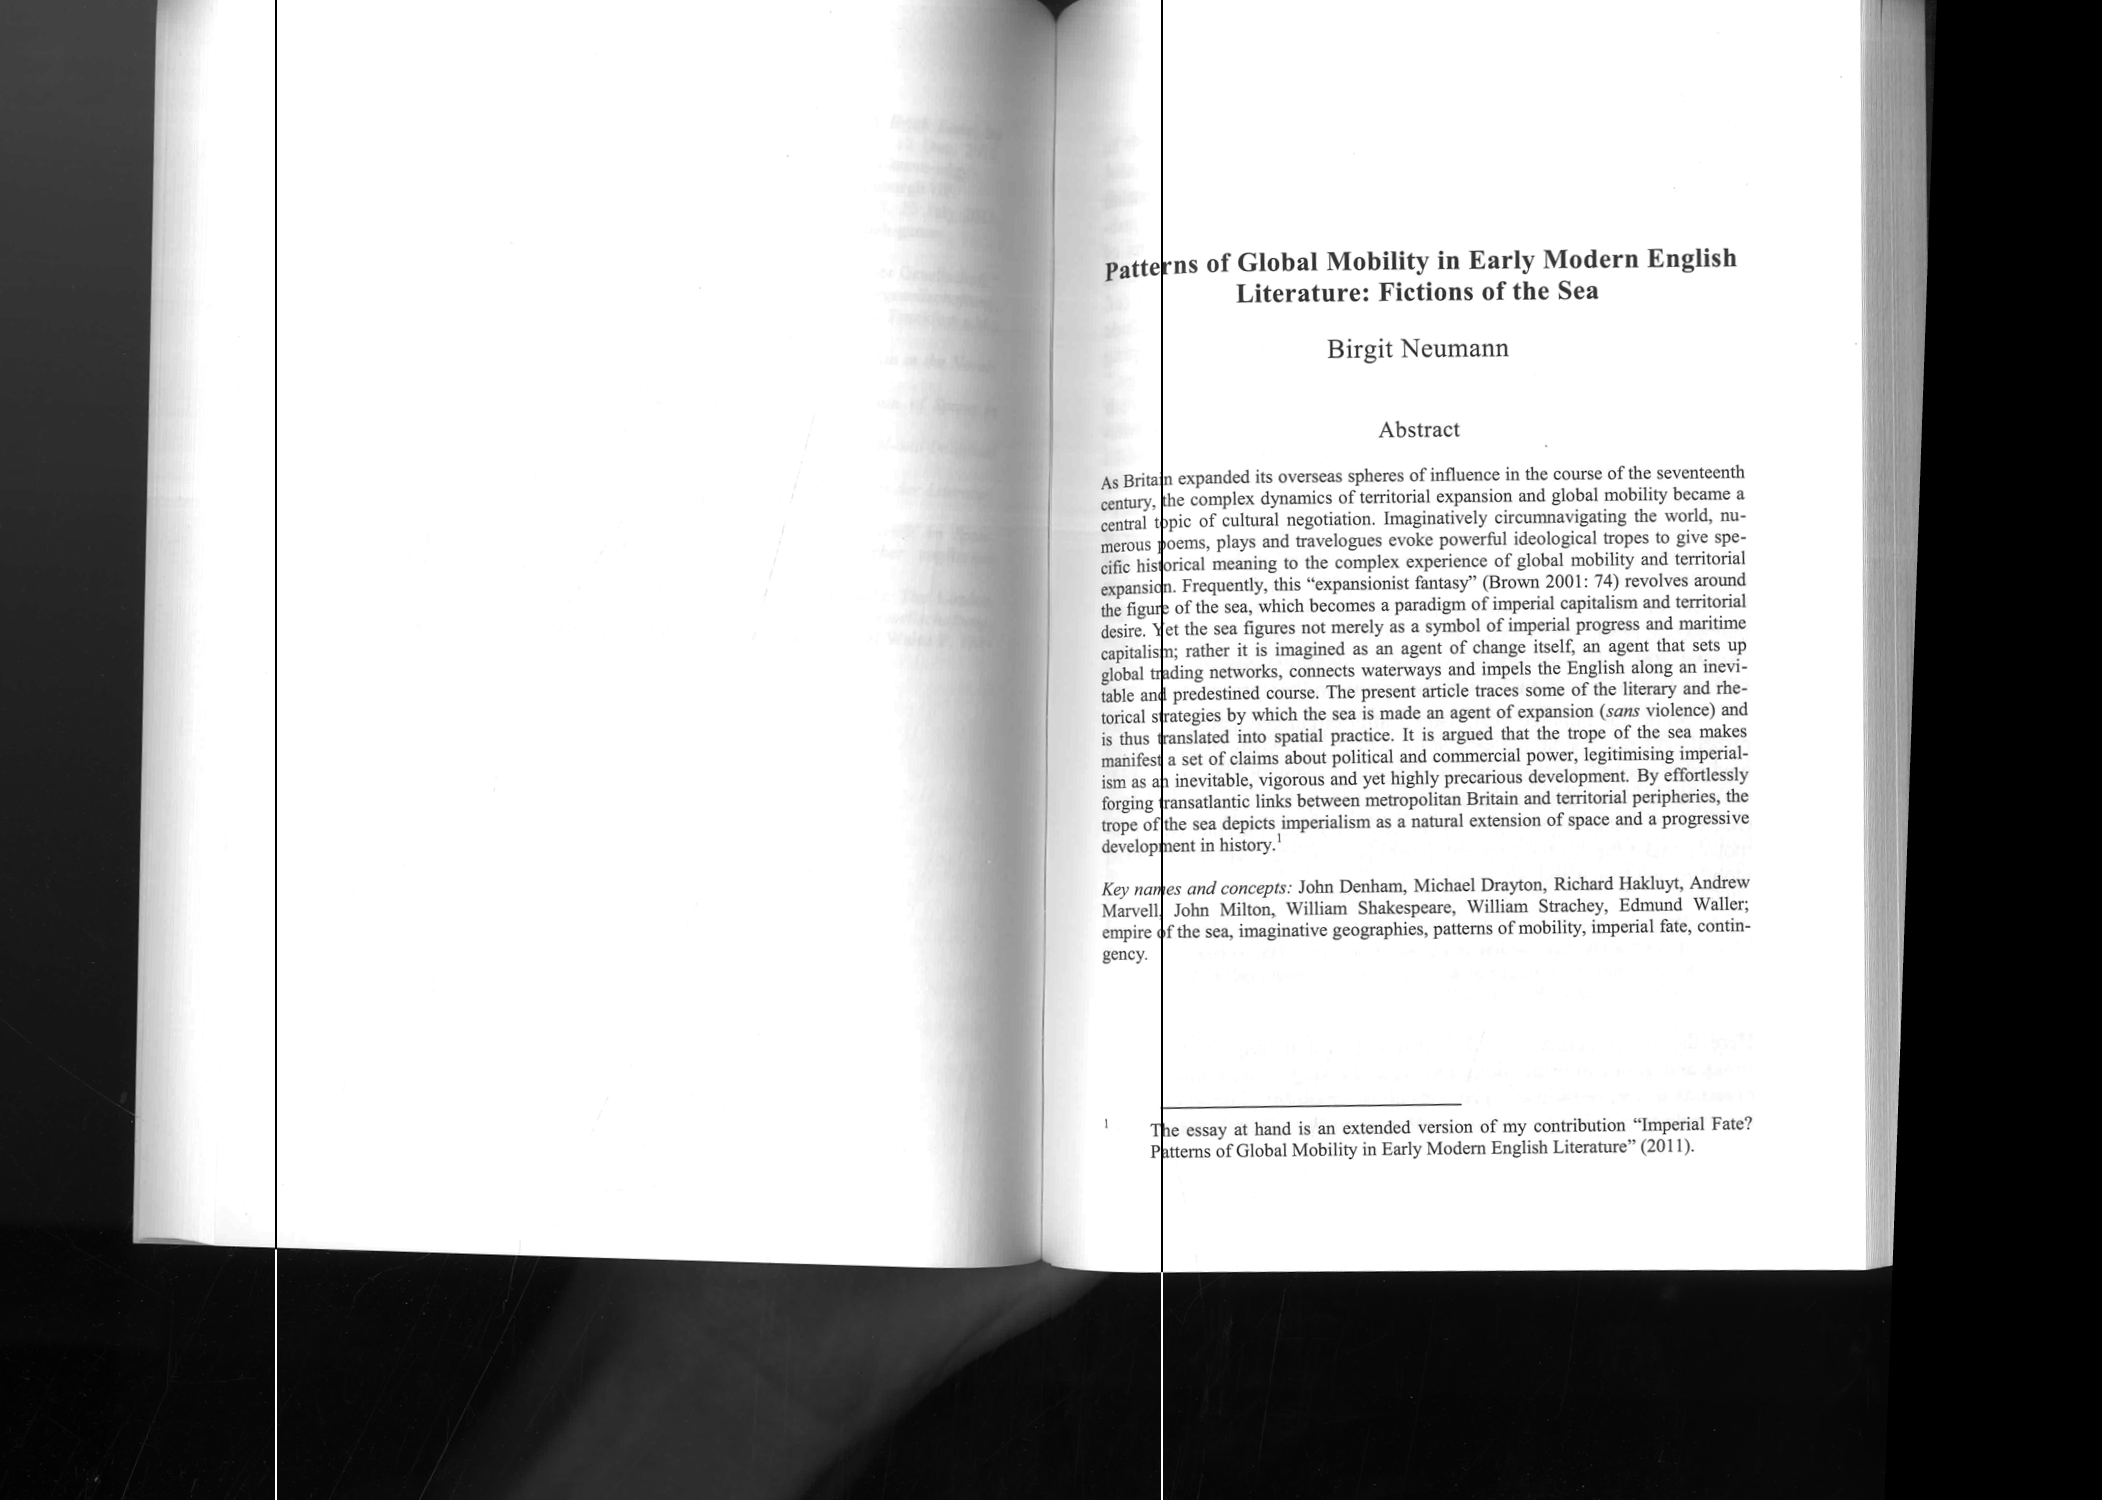 Patterns of Global Mobility in Early Modern English
Literature: Fictions of the Sea
Birgit Neumann
Abstract
As Britain expanded its overseas spheres of influence in the course of the seventeenth
century, the complex dynamics of territorial expansion and global mobility became a
central topic of cultural negotiation. Imaginatively circumnavigating the world, nu-
merous poems, plays and travelogues evoke powerful ideological tropes to give spe-
cific historical meaning to the complex experience of global mobility and territorial
expansion. Frequently, this “expansionist fantasy” (Brown 2001: 74) revolves around
the figure of the sea, which becomes a paradigm of imperial capitalism and territorial
desire. Yet the sea figures not merely as a symbol of imperial progress and maritime
capitalism; rather it is imagined as an agent of change itself, an agent that sets up
global trading networks, connects waterways and impels the English along an inevi-
table and predestined course. The present article traces some of the literary and rhe-
torical strategies by which the sea is made an agent of expansion (sans violence) and
is thus translated into spatial practice. It is argued that the trope of the sea makes
manifest a set of claims about political and commercial power, legitimising imperial-
ism as an inevitable, vigorous and yet highly precarious development. By effortlessly
forging transatlantic links between metropolitan Britain and territorial peripheries, the
trope of the sea depicts imperialism as a natural extension of space and a progressive
development in history.1
Key names and concepts: John Denham, Michael Drayton, Richard Hakluyt, Andrew
Marvell, John Milton, William Shakespeare, William Strachey, Edmund Waller;
empire of the sea, imaginative geographies, patterns of mobility, imperial fate, contin-
gency.
1 The essay at hand is an extended version of my contribution “Imperial Fate?
Patterns of Global Mobility in Early Modern English Literature” (2011).